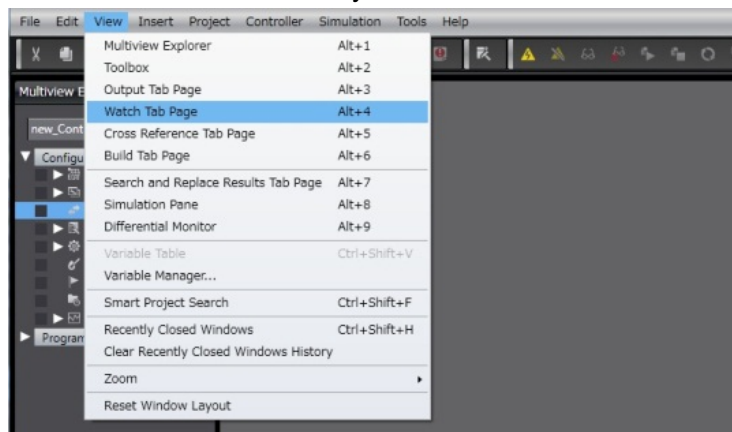 File Edit View Insert Project Controller Simulation Tools Help
Multiview Explorer Alt+1
Toolbox Alt+2
Output Tab Page Alt+3
Watch Tab Page Alt+4
Cross Reference Tab Page Alt+5
Build Tab Page Alt+6
Search and Replace Results Tab Page Alt+7
Simulation Pane Alt+8
Differential Monitor Alt+9
Variable Table Ctrl+Shift+V
Variable Manager...
Smart Project Search Ctrl+Shift+F
Recently Closed Windows Ctrl+Shift+H
Clear Recently Closed Windows History
Zoom
Reset Window Layout
Multiview E
new_Cont
Configu
Program